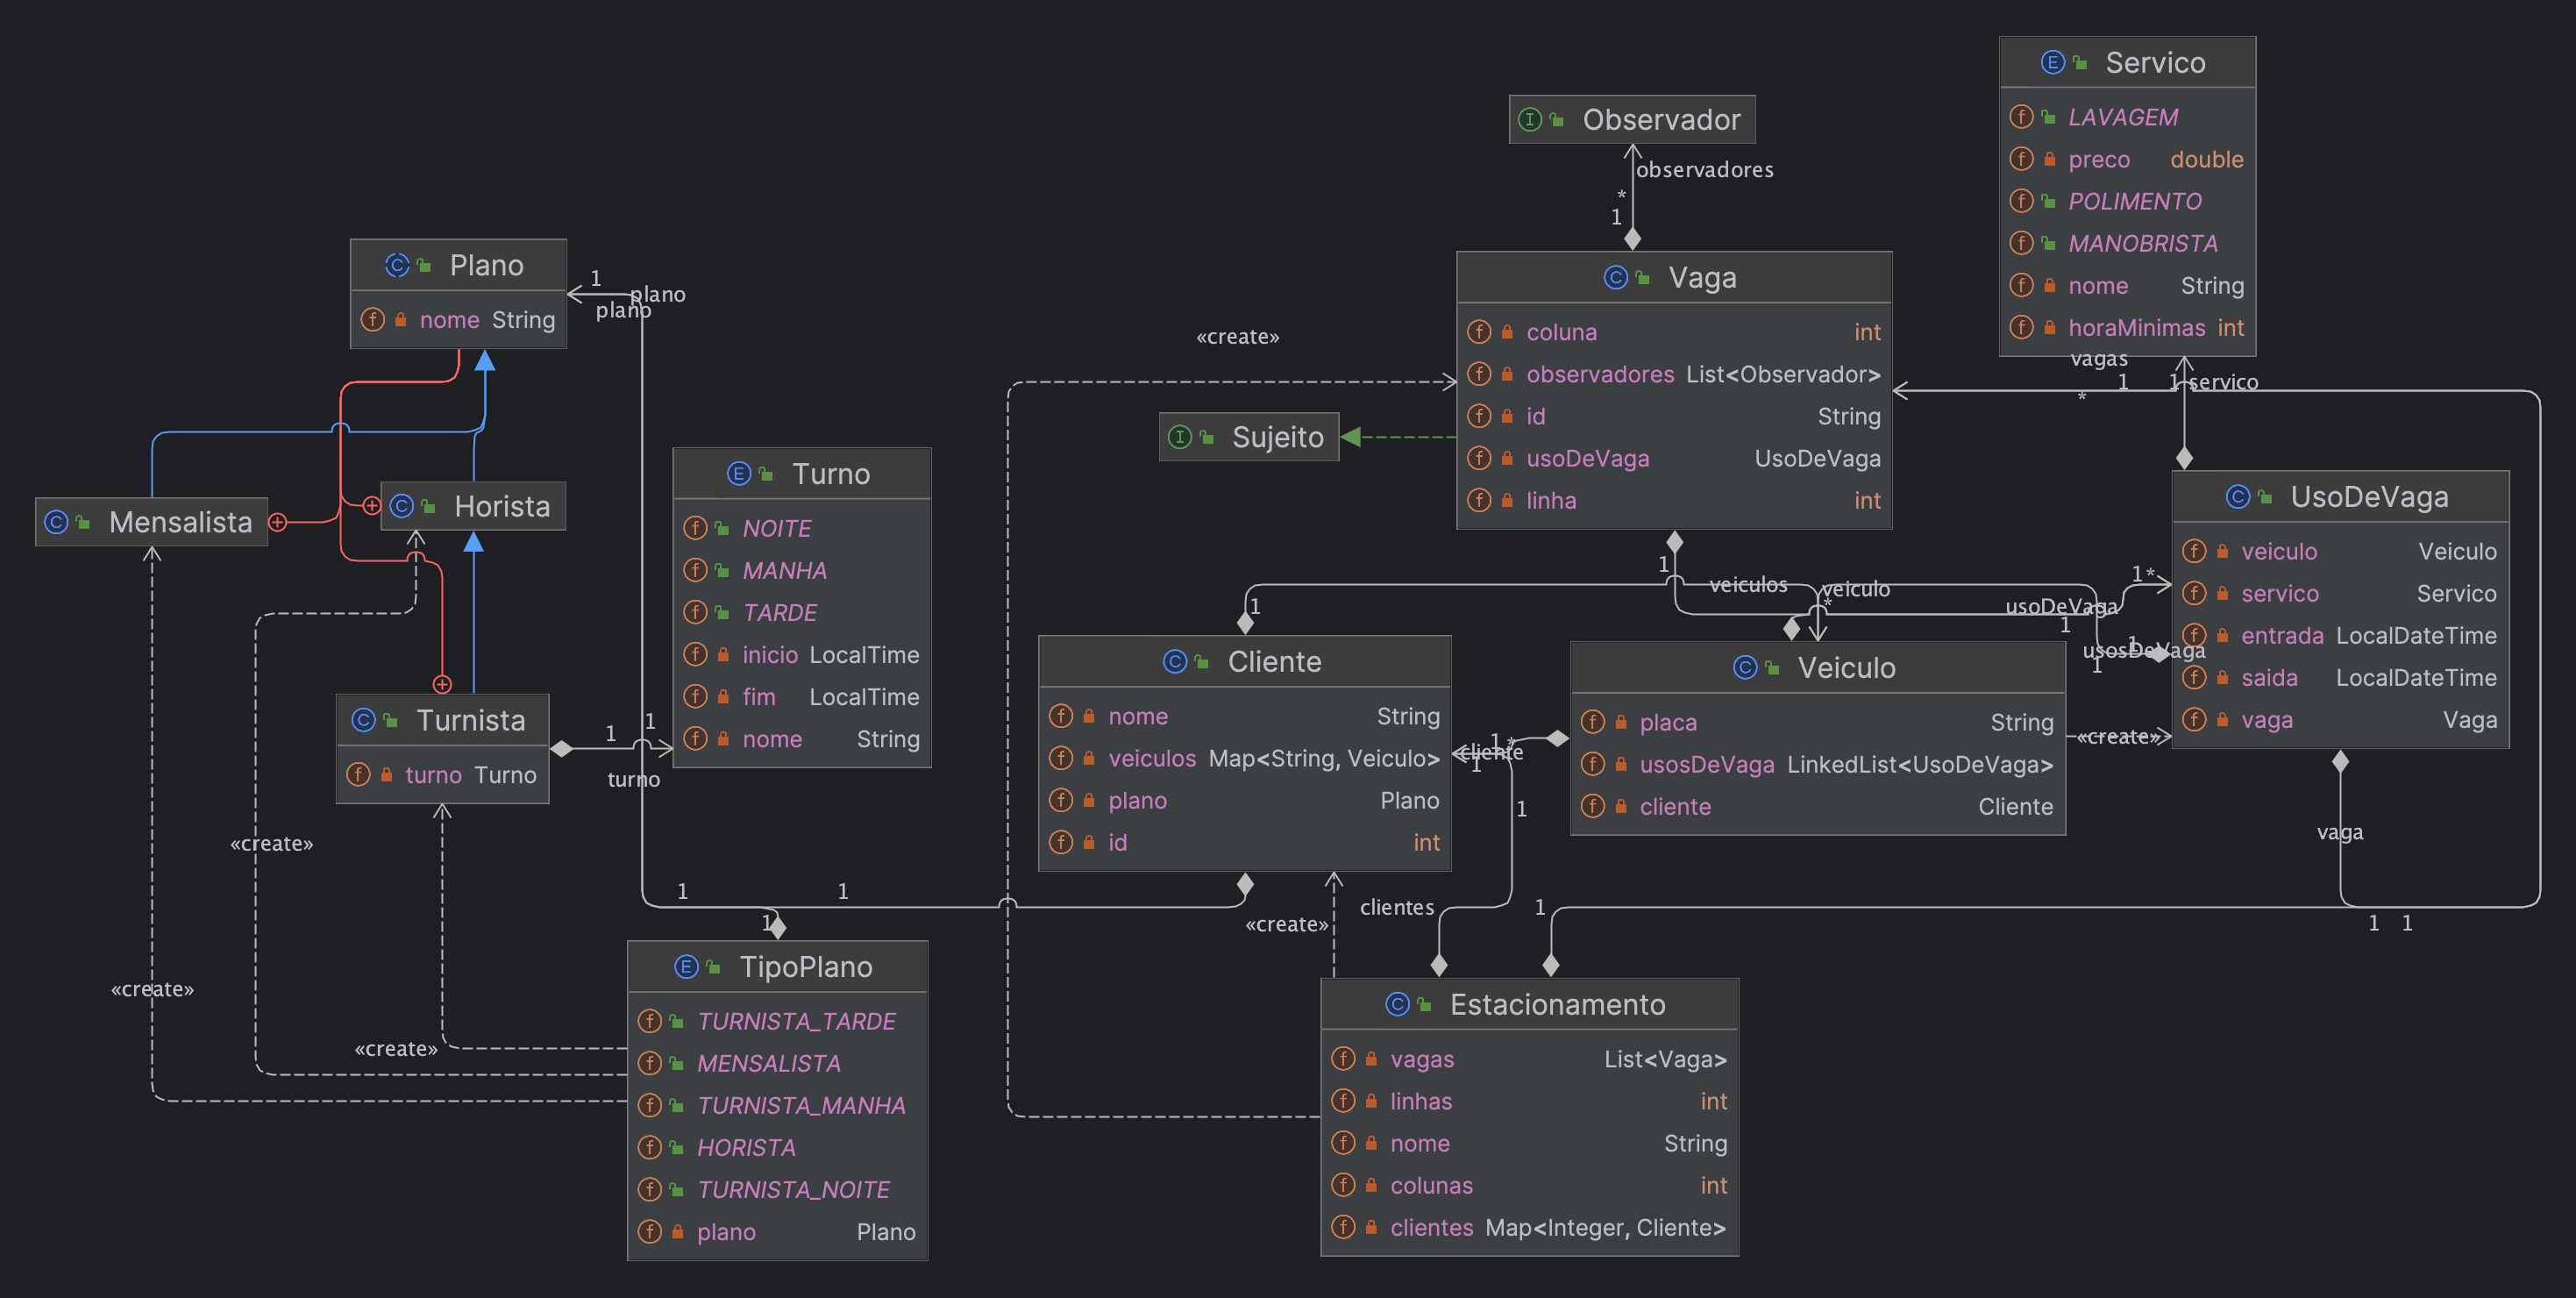 Servico
LAVAGEM
preco double
POLIMENTO
MANOBRISTA
nome String
horaMinimas int
Observador
observadores
*
1
Plano
nome String
1
plano
plano
«create»
Vaga
coluna int
observadores List<Observador>
id String
usoDeVaga UsoDeVaga
linha int
vagas
1
1 servico
*
Sujeito
Turno
NOITE
MANHA
TARDE
inicio LocalTime
fim LocalTime
nome String
Mensalista
Horista
UsoDeVaga
veiculo Veiculo
servico Servico
entrada LocalDateTime
saida LocalDateTime
vaga Vaga
1
veiculos
veiculo
*
1
1*
usoDeVaga
1
1
usosDeVaga
1
Turnista
turno Turno
1
1
turno
Cliente
nome String
veiculos Map<String, Veiculo>
plano Plano
id int
Veiculo
placa String
usosDeVaga LinkedList<UsoDeVaga>
cliente Cliente
1
*
cliente
1
1
«create»
vaga
«create»
1
1
1
«create»
clientes
1
1
1
«create»
«create»
TipoPlano
TURNISTA_TARDE
MENSALISTA
TURNISTA_MANHA
HORISTA
TURNISTA_NOITE
plano Plano
Estacionamento
vagas List<Vaga>
linhas int
nome String
colunas int
clientes Map<Integer, Cliente>